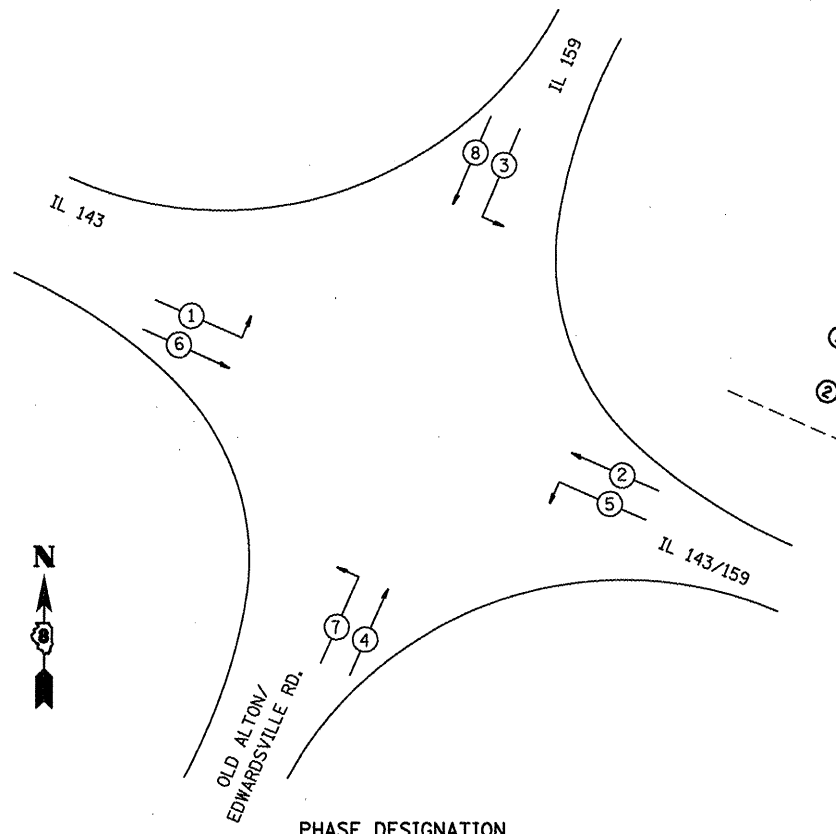 IL 159
8 3
IL 143
1
6
2
2
5
IL 143/159
N
8
7 4
OLD ALTON/
EDWARDSVILLE RD.
PHASE DESIGNATION